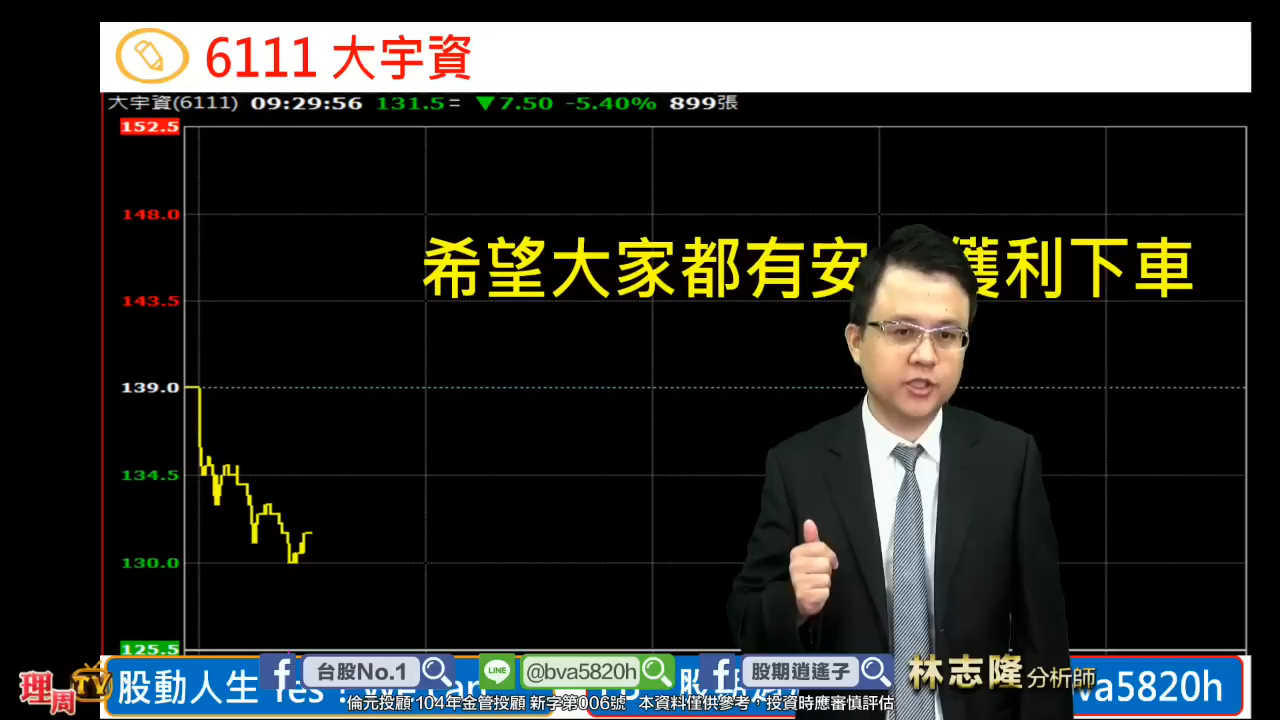 6111 大宇資
大宇資(6111) 09:29:56 131.5= ▼7.50 -5.40% 899張
152.5
148.0
希望大家都有安 獲利下車
143.5
139.0
134.5
130.0
125.5
台股No.1
LINE
@bva5820h
股期逍遙子
林志隆 分析師
理周TV
股動人生 Yes
va5820h
倫元投顧 104年金管投顧 新字第006號 本資料僅供參考，投資時應審慎評估